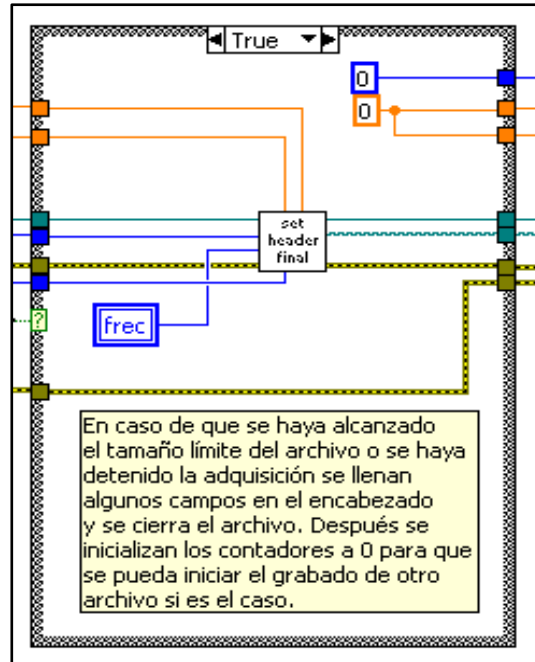 True
0
0
set
header
final
frec
?
En caso de que se haya alcanzado
el tamaño límite del archivo o se haya
detenido la adquisición se llenan
algunos campos en el encabezado
y se cierra el archivo. Después se
inicializan los contadores a 0 para que
se pueda iniciar el grabado de otro
archivo si es el caso.